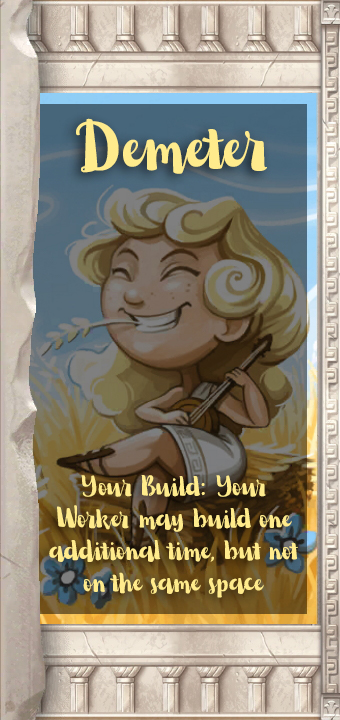 Demeter
Your Build: Your
Worker may build one
additional time, but not
on the same space